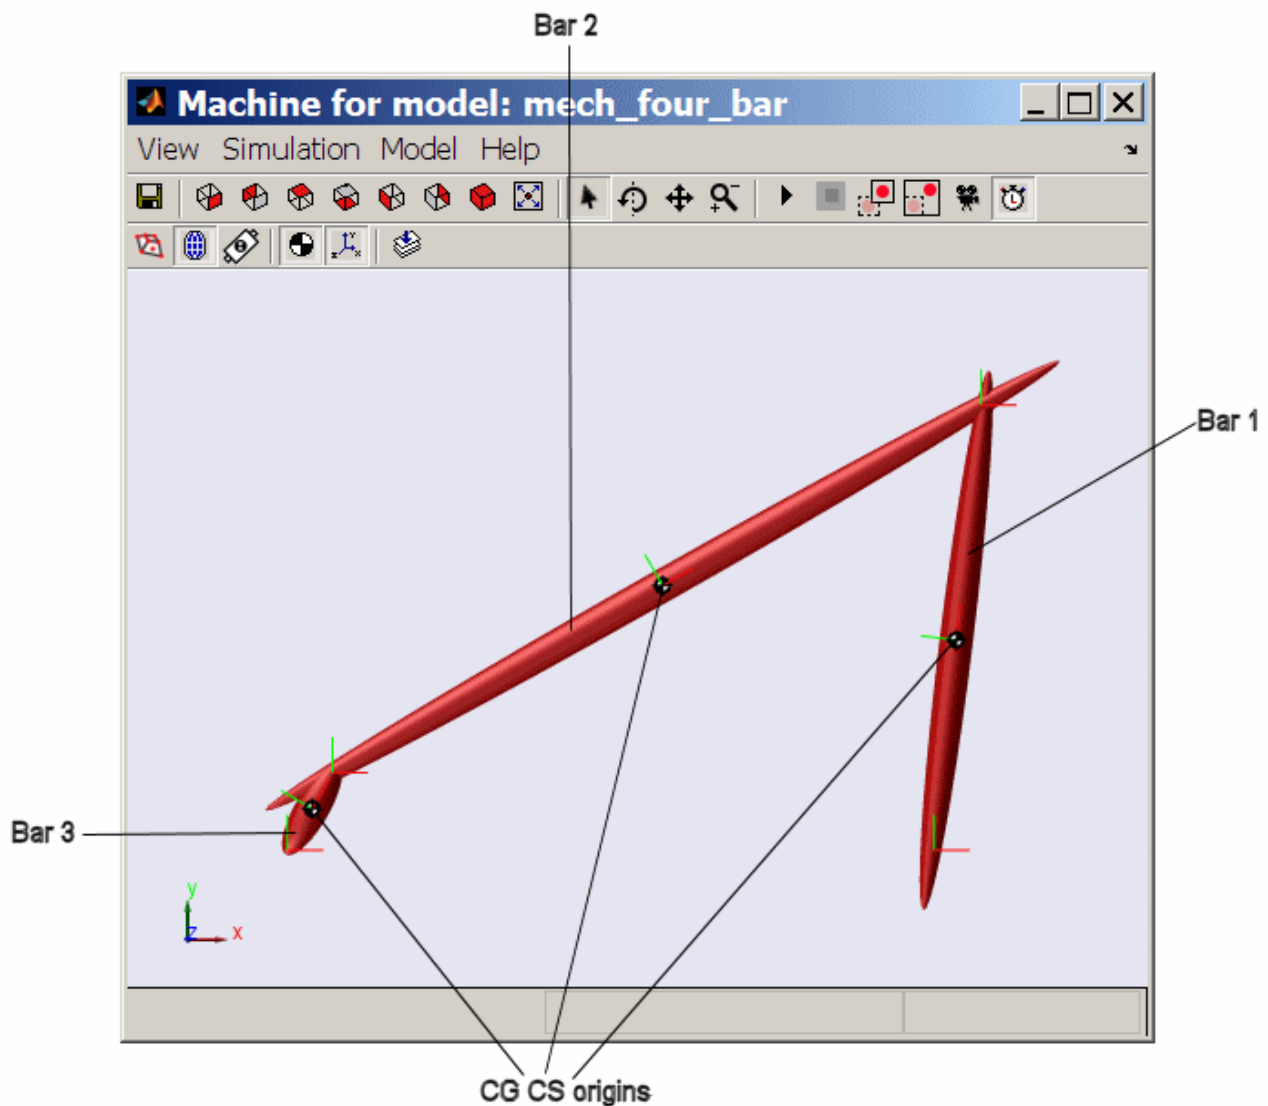 Bar 2
Machine for model: mech_four_bar
View Simulation Model Help
Bar 1
Bar 3
y
z x
CG CS origins